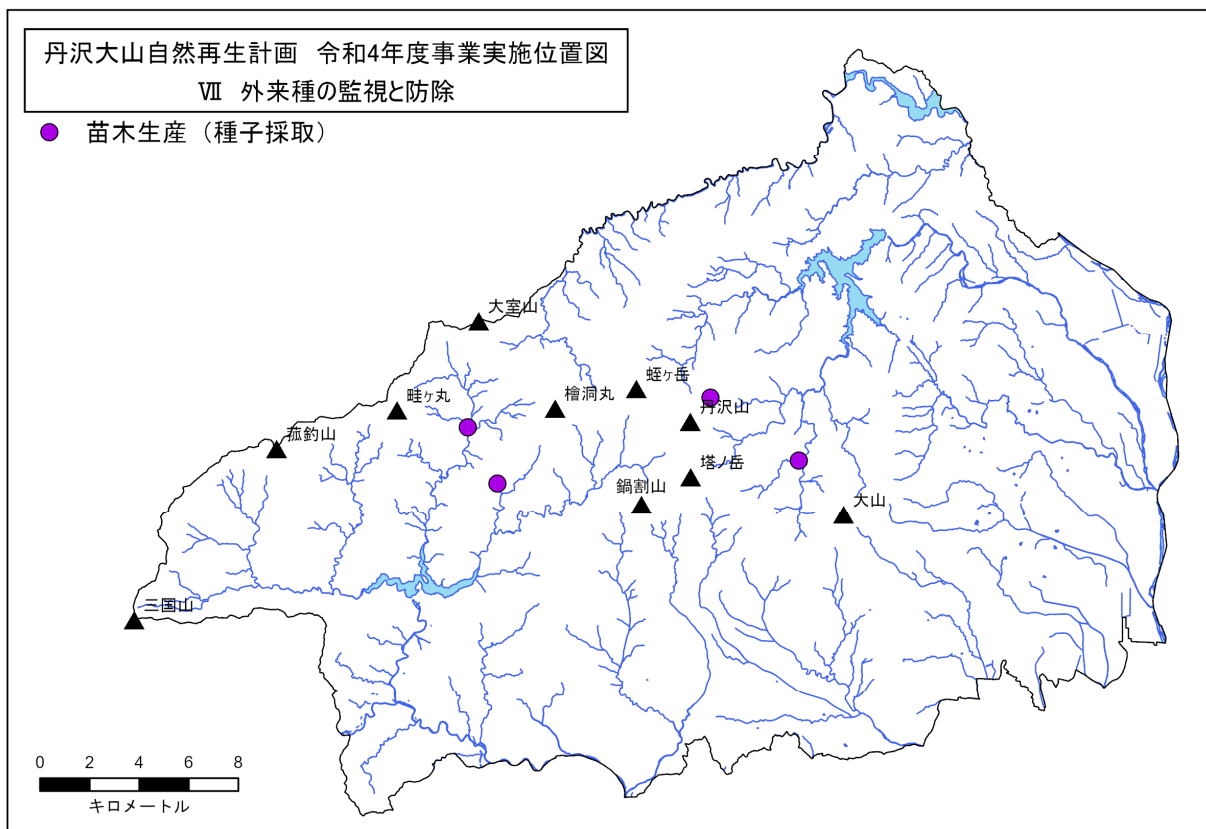 丹沢大山自然再生計画 令和4年度事業実施位置図
Ⅶ 外来種の監視と防除
苗木生産（種子採取）
大室山
蛭ヶ岳
畦ヶ丸
檜洞丸
丹沢山
菰釣山
塔ノ岳
鍋割山
大山
三国山
0 2 4 6 8
キロメートル